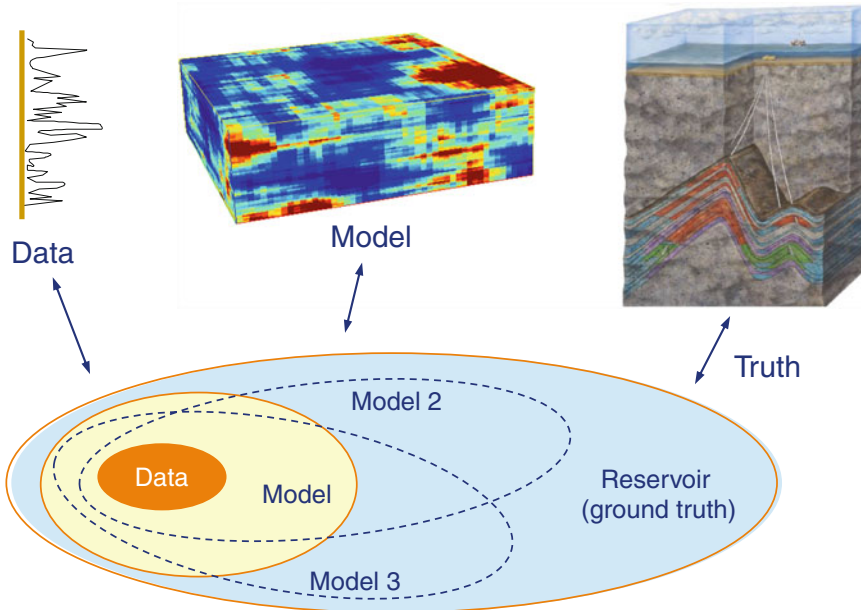 Data
Model
Truth
Model 2
Data
Model
Reservoir
(ground truth)
Model 3